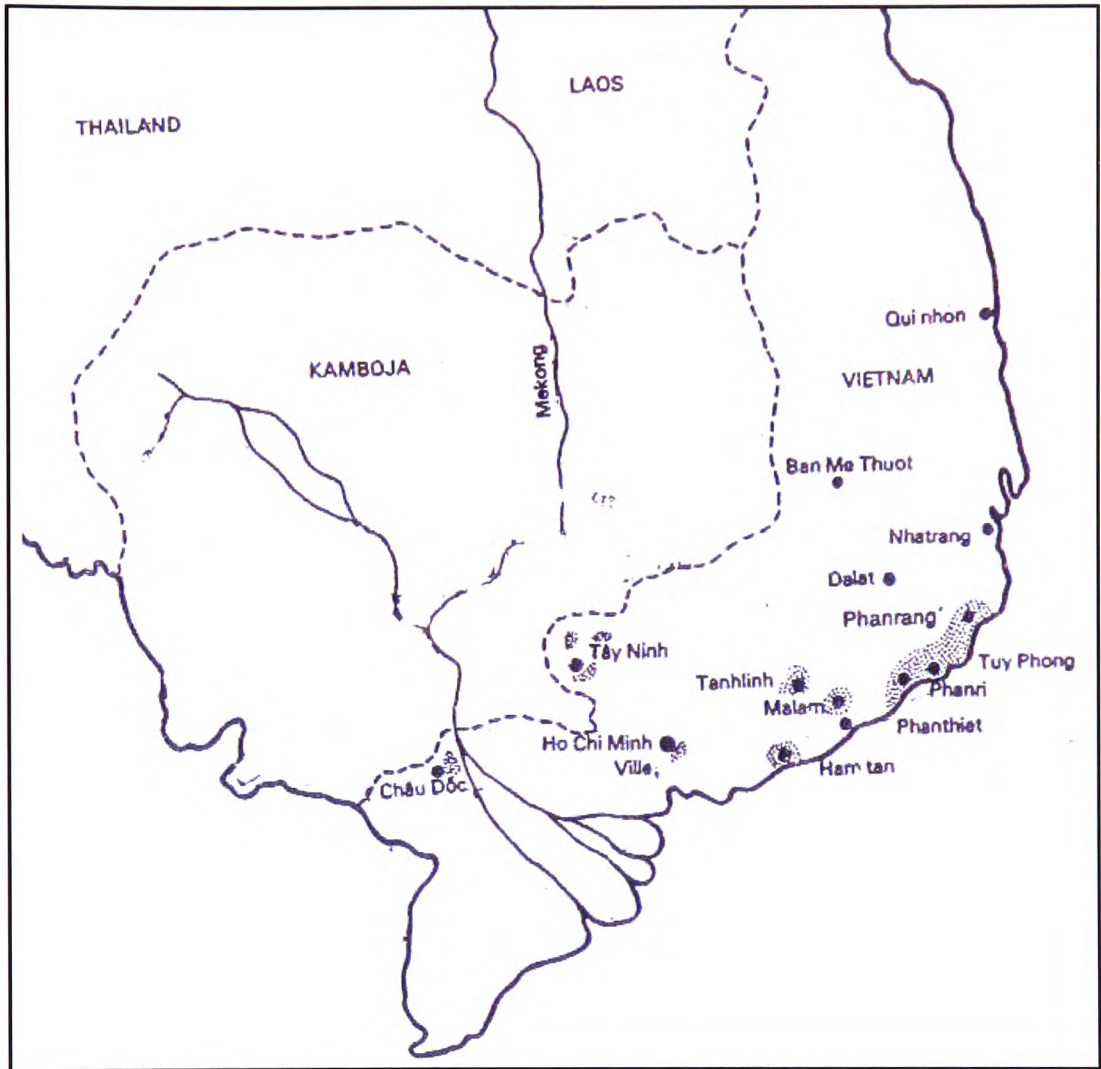 LAOS
THAILAND
Qui nhon
KAMBOJA
Mekong
VIETNAM
Ban Me Thuot
Nhatrang
Dalat
Phanrang
Tây Ninh
Tuy Phong
Tanhlinh
Phanri
Malam
Phanthiet
Ho Chi Minh
Ville
Ham tan
Châu Dốc